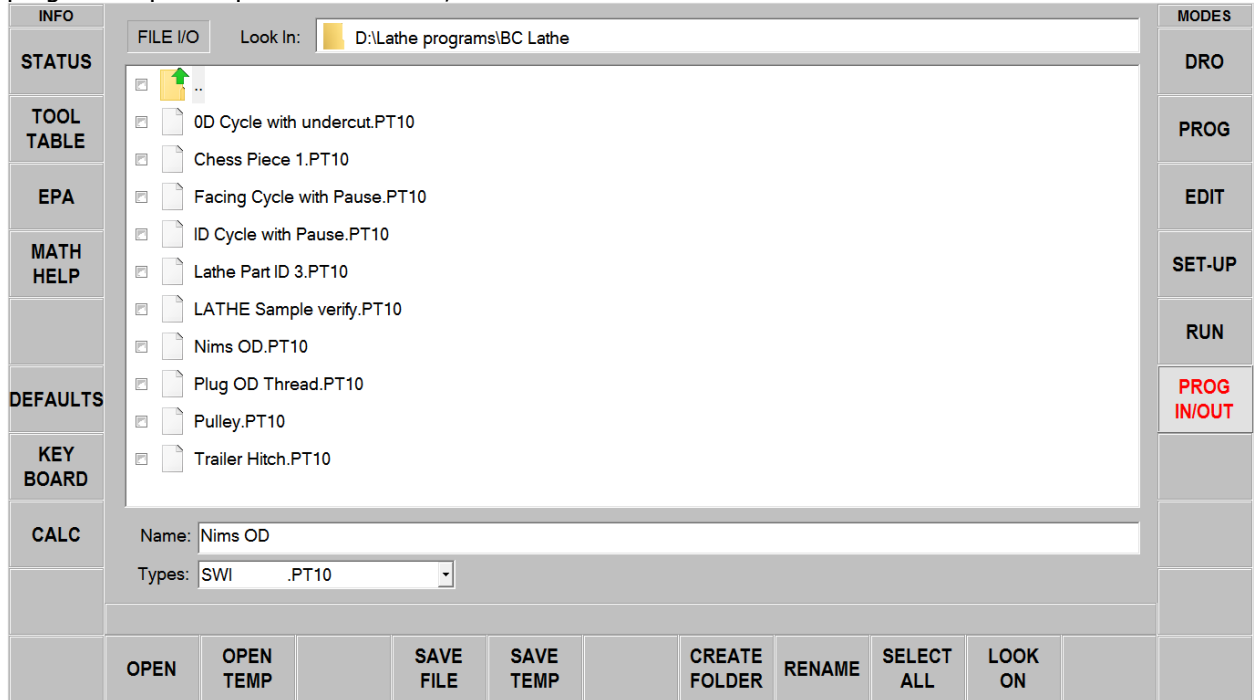 INFO
STATUS
TOOL
TABLE
EPA
MATH
HELP
DEFAULTS
KEY
BOARD
CALC
FILE I/O
Look In:
D:\Lathe programs\BC Lathe
..
0D Cycle with undercut.PT10
Chess Piece 1.PT10
Facing Cycle with Pause.PT10
ID Cycle with Pause.PT10
Lathe Part ID 3.PT10
LATHE Sample verify.PT10
Nims OD.PT10
Plug OD Thread.PT10
Pulley.PT10
Trailer Hitch.PT10
Name: Nims OD
Types: SWI .PT10
OPEN
OPEN
TEMP
SAVE
FILE
SAVE
TEMP
CREATE
FOLDER
RENAME
SELECT
ALL
LOOK
ON
MODES
DRO
PROG
EDIT
SET-UP
RUN
PROG
IN/OUT